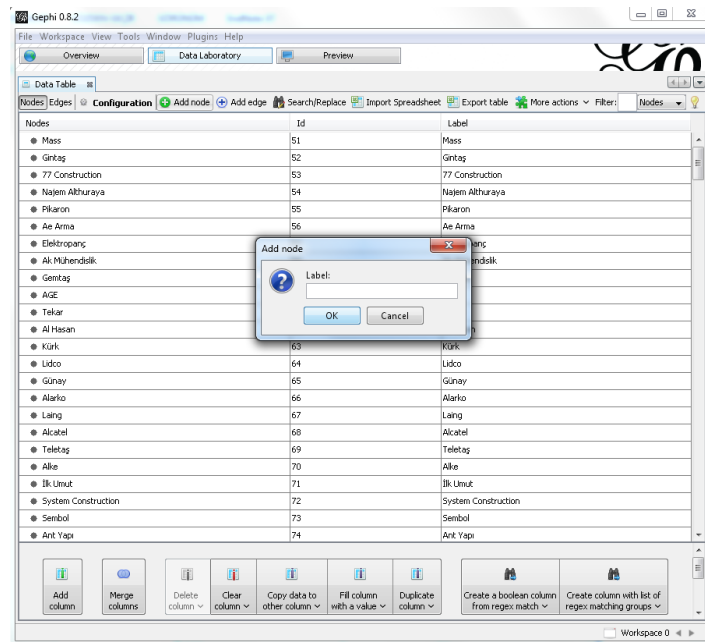 Gephi 0.8.2
File Workspace View Tools Window Plugins Help
Overview Data Laboratory Preview
Data Table
Nodes Edges Configuration Add node Add edge Search/Replace Import Spreadsheet Export table More actions Filter: Nodes
Nodes Id Label
Mass 51 Mass
Gintaş 52 Gintaş
77 Construction 53 77 Construction
Najem Althuraya 54 Najem Althuraya
Pikaron 55 Pikaron
Ae Arma 56 Ae Arma
Elektropanç
Ak Mühendislik
Gemtaş
AGE
Tekar
Al Hasan
Kürk 63 Kürk
Lidco 64 Lidco
Günay 65 Günay
Alarko 66 Alarko
Laing 67 Laing
Alcatel 68 Alcatel
Teletaş 69 Teletaş
Alke 70 Alke
İlk Umut 71 İlk Umut
System Construction 72 System Construction
Sembol 73 Sembol
Ant Yapı 74 Ant Yapı
Add node
Label:
OK Cancel
Add column
Merge columns
Delete column
Clear column
Copy data to other column
Fill column with a value
Duplicate column
Create a boolean column from regex match
Create column with list of regex matching groups
Workspace 0